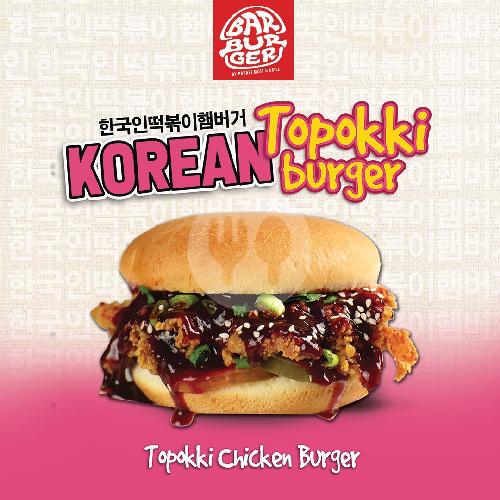 BAR
BUR
GER
한국인떡볶이햄버거
KOREAN
Topokki
burger
Topokki Chicken Burger